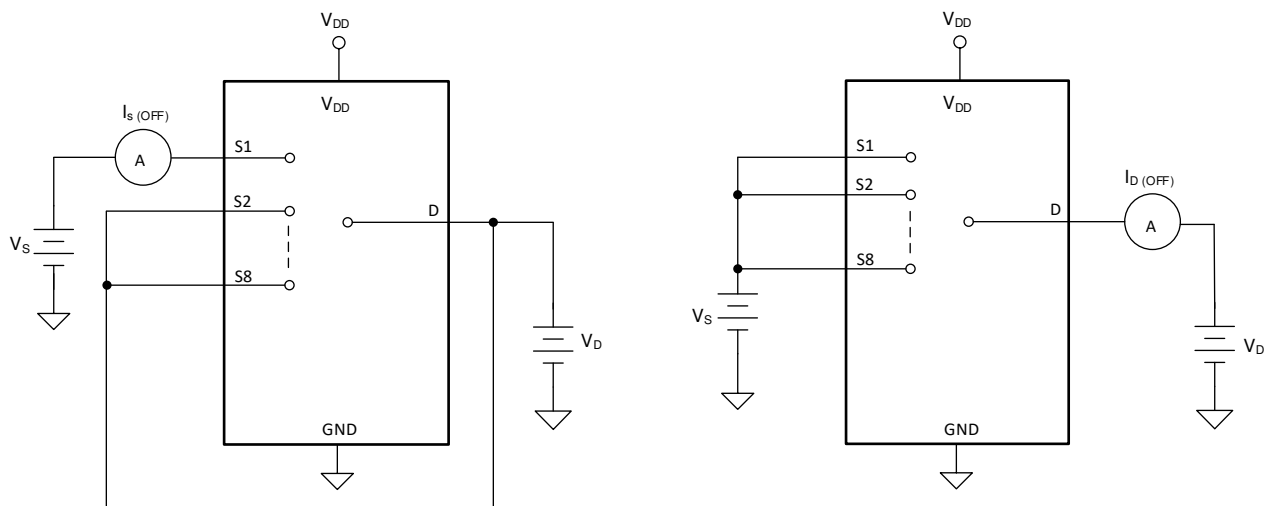 VDD
VDD
Is (OFF)
A
S1
S2
D
S8
VS
VD
GND
VDD
VDD
S1
S2
ID (OFF)
D
A
S8
VS
VD
GND